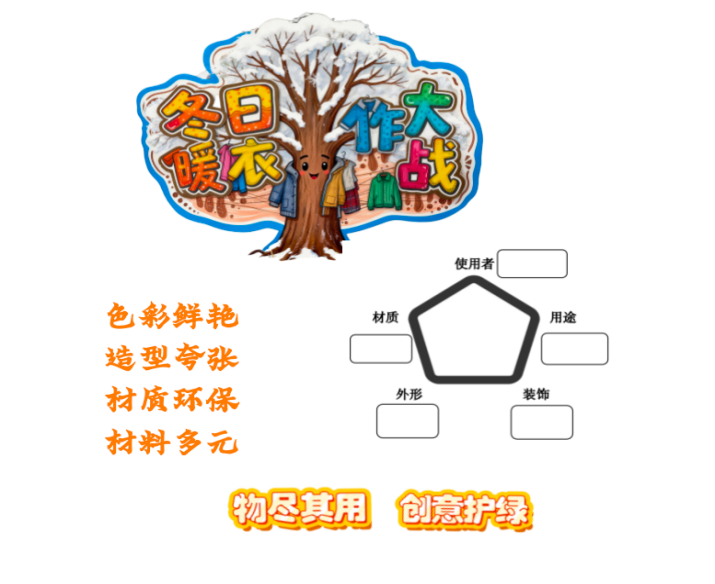 冬日 作大
暖衣 战
使用者
材质
用途
外形
装饰
色彩鲜艳
造型夸张
材质环保
材料多元
物尽其用 创意护绿